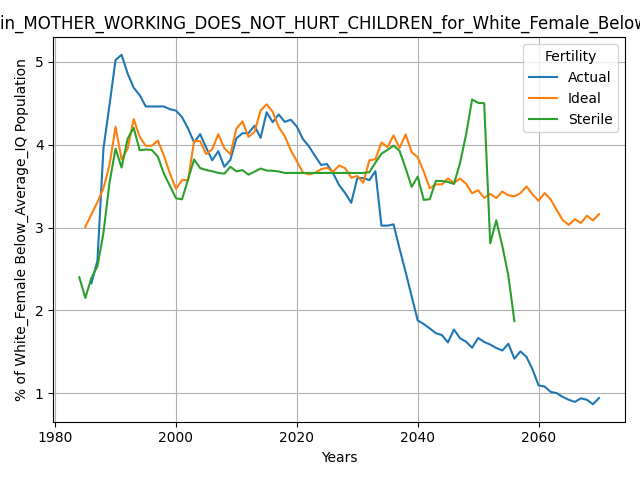 in_MOTHER_WORKING_DOES_NOT_HURT_CHILDREN_for_White_Female_Below
Fertility
Actual
Ideal
Sterile
% of White_Female Below_Average_IQ Population
5
4
3
2
1
1980
2000
2020
2040
2060
Years